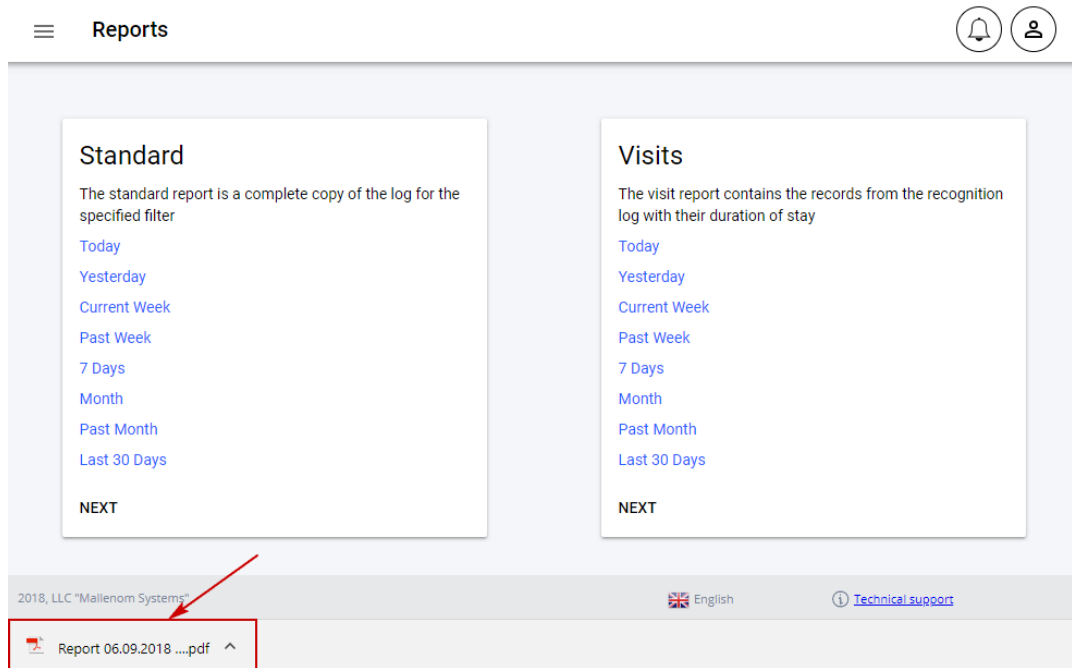 Reports
Standard
The standard report is a complete copy of the log for the
specified filter
Today
Yesterday
Current Week
Past Week
7 Days
Month
Past Month
Last 30 Days
NEXT
Visits
The visit report contains the records from the recognition
log with their duration of stay
Today
Yesterday
Current Week
Past Week
7 Days
Month
Past Month
Last 30 Days
NEXT
2018, LLC "Mallenom Systems"
English
Technical support
Report 06.09.2018 ....pdf